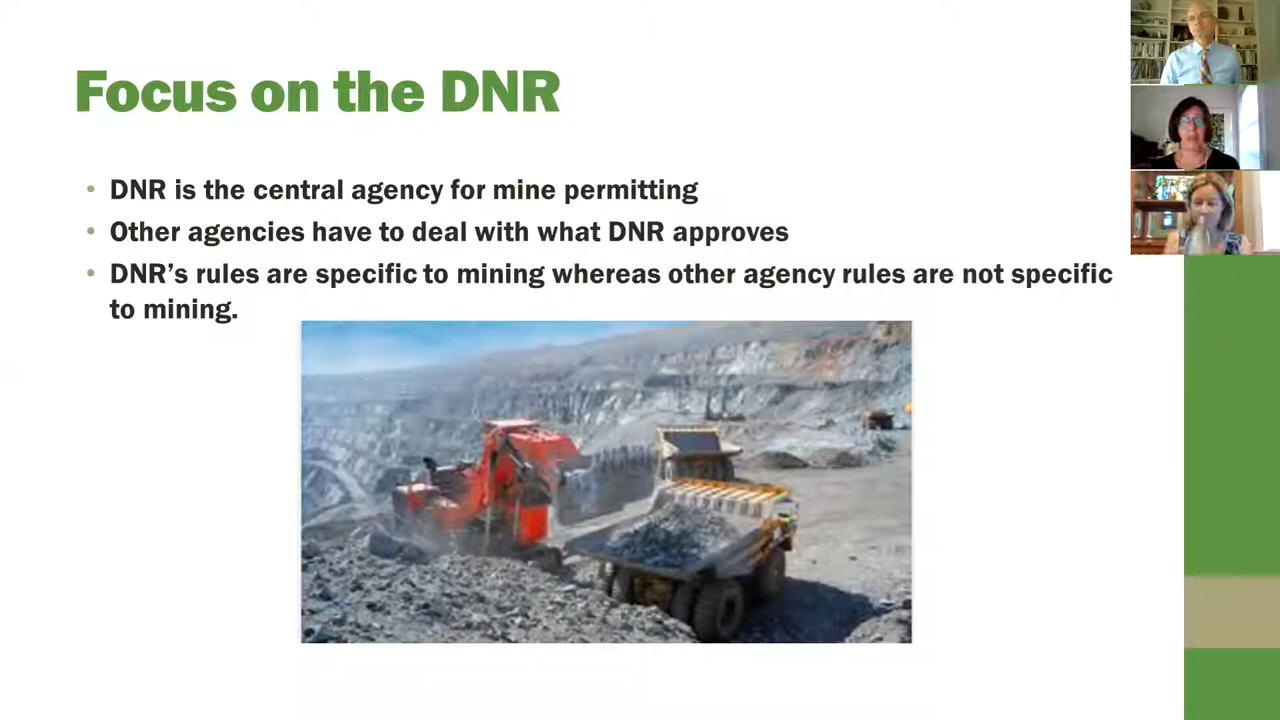 Focus on the DNR
• DNR is the central agency for mine permitting
• Other agencies have to deal with what DNR approves
• DNR’s rules are specific to mining whereas other agency rules are not specific
to mining.